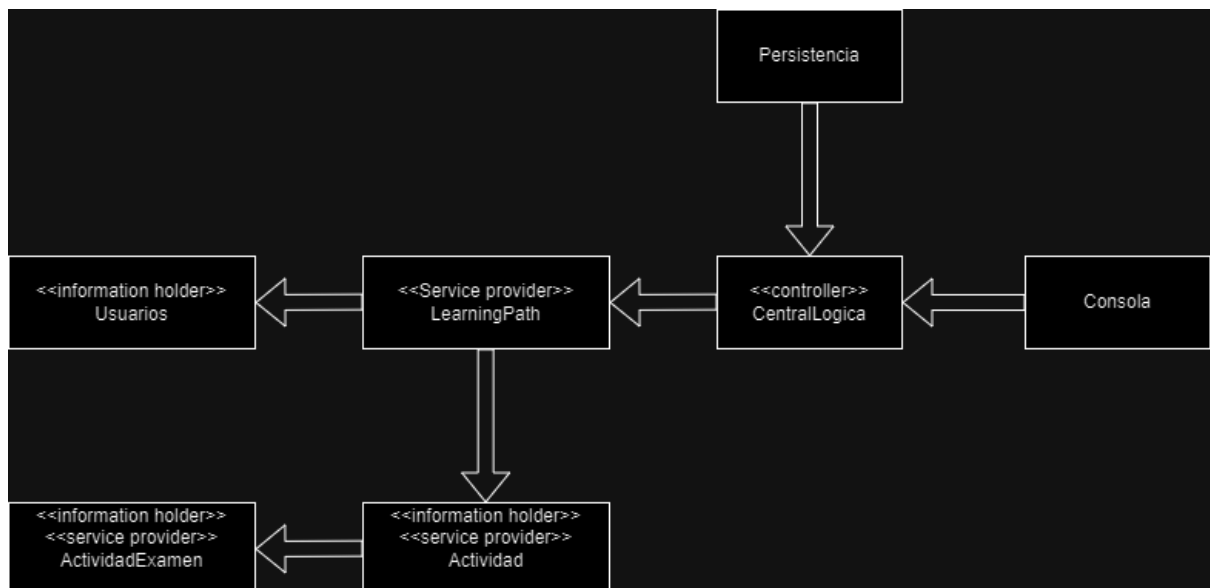 Persistencia
<<information holder>>
Usuarios
<<Service provider>>
LearningPath
<<controller>>
CentralLogica
Consola
<<information holder>>
<<service provider>>
ActividadExamen
<<information holder>>
<<service provider>>
Actividad